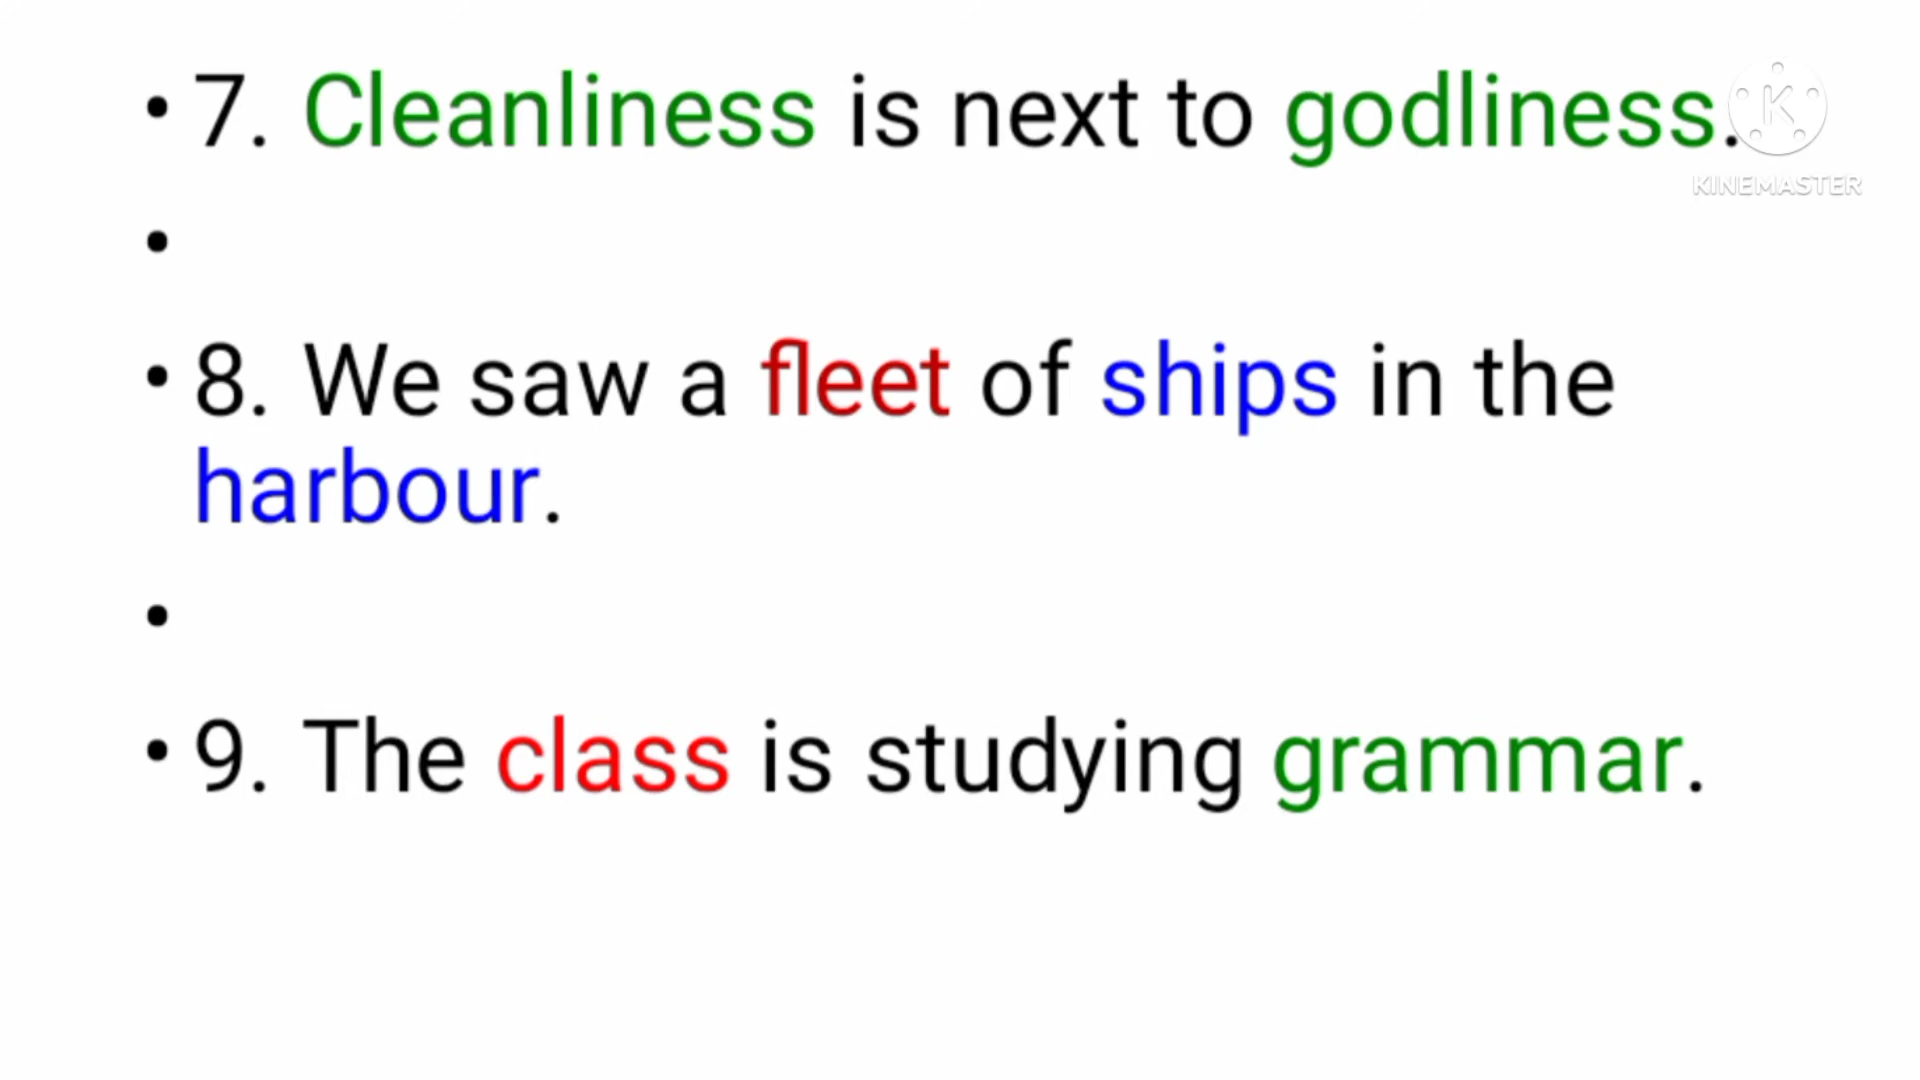 • 7. Cleanliness is next to godliness.
K
KINEMASTER
•
• 8. We saw a fleet of ships in the
harbour.
•
• 9. The class is studying grammar.